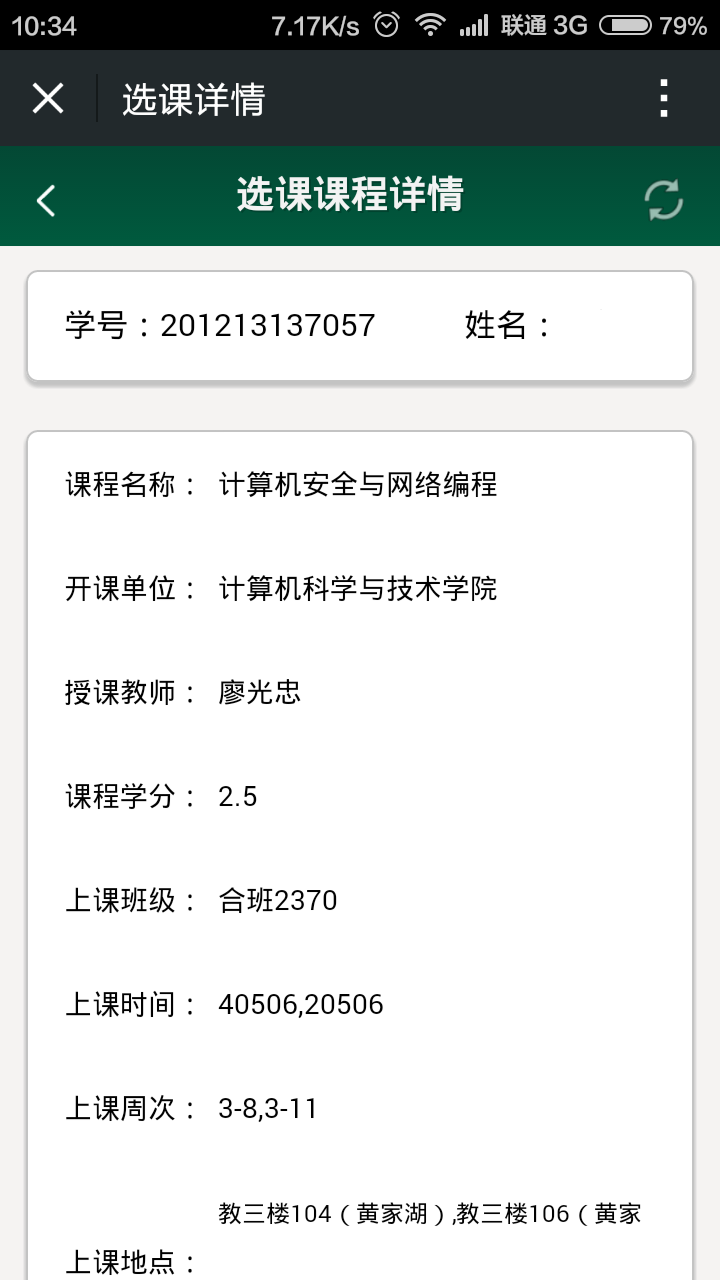 10:34 7.17K/s 联通 3G 79%
选课详情
选课课程详情
学号：201213137057 姓名：
课程名称： 计算机安全与网络编程
开课单位： 计算机科学与技术学院
授课教师： 廖光忠
课程学分： 2.5
上课班级： 合班2370
上课时间： 40506,20506
上课周次： 3-8,3-11
教三楼104（黄家湖）,教三楼106（黄家
上课地点：